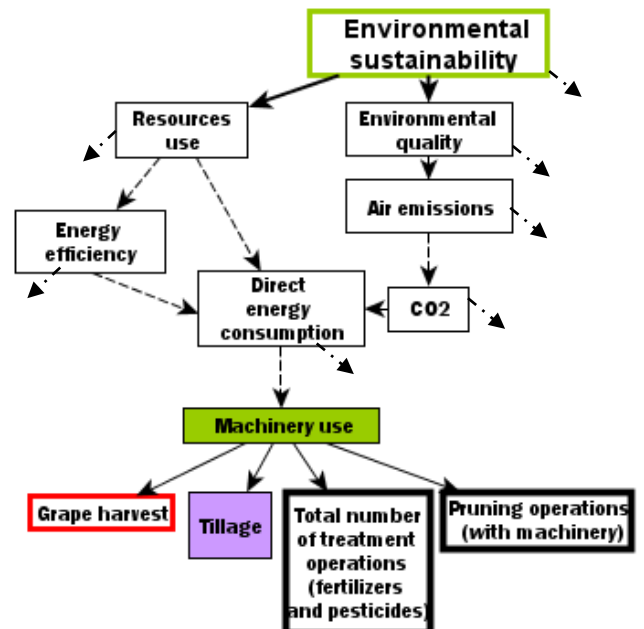 Environmental
sustainability
Resources
use
Environmental
quality
Air emissions
Energy
efficiency
Direct
energy
consumption
CO2
Machinery use
Grape harvest
Tillage
Total number
of treatment
operations
(fertilizers
and pesticides)
Pruning operations
(with machinery)